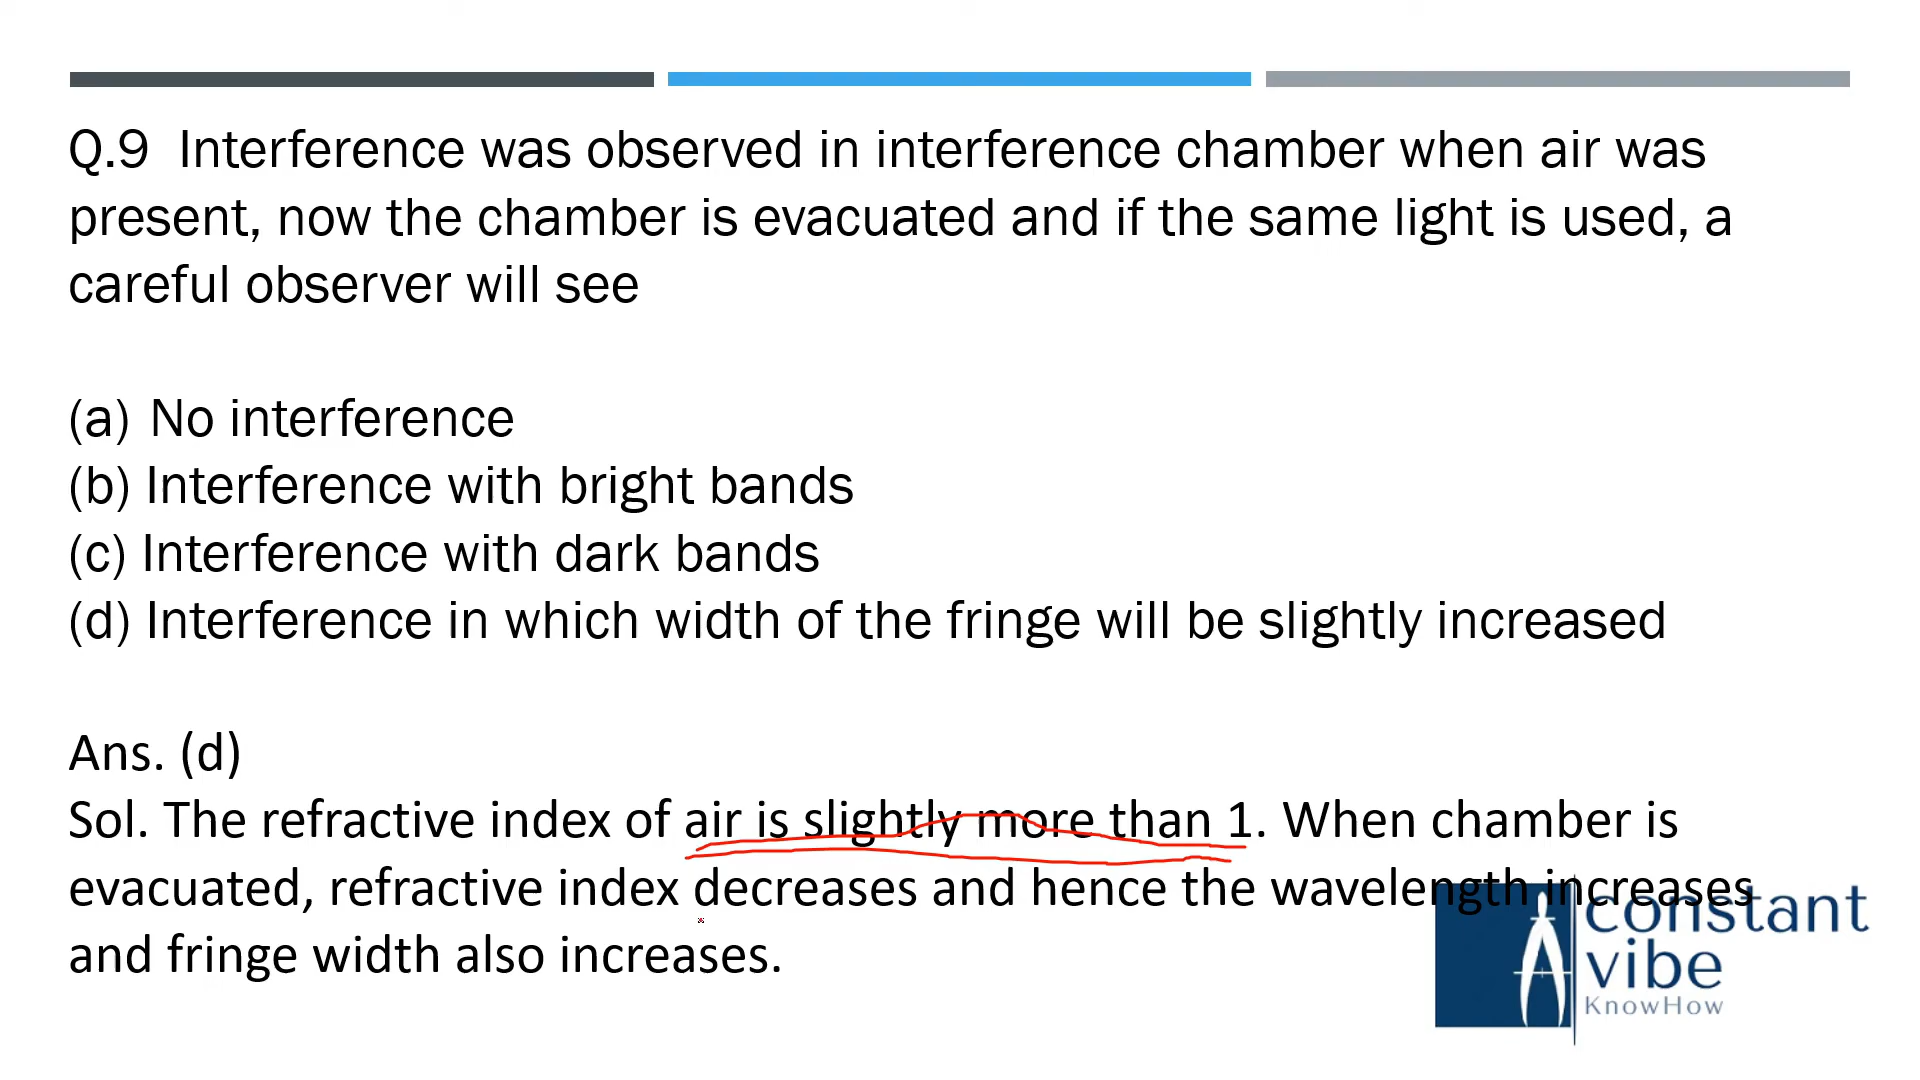 Q.9 Interference was observed in interference chamber when air was
present, now the chamber is evacuated and if the same light is used, a
careful observer will see
(a) No interference
(b) Interference with bright bands
(c) Interference with dark bands
(d) Interference in which width of the fringe will be slightly increased
Ans. (d)
Sol. The refractive index of air is slightly more than 1. When chamber is
evacuated, refractive index decreases and hence the wavelength increases
and fringe width also increases.
constant
vibe
KnowHow